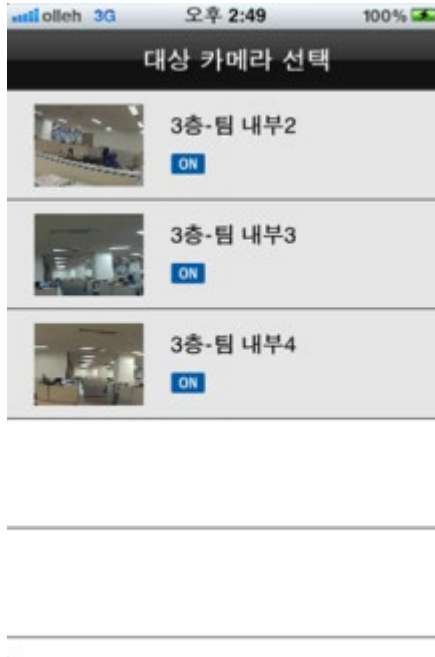 olleh 3G 오후 2:49 100%
대상 카메라 선택
3층-팀 내부2
ON
3층-팀 내부3
ON
3층-팀 내부4
ON